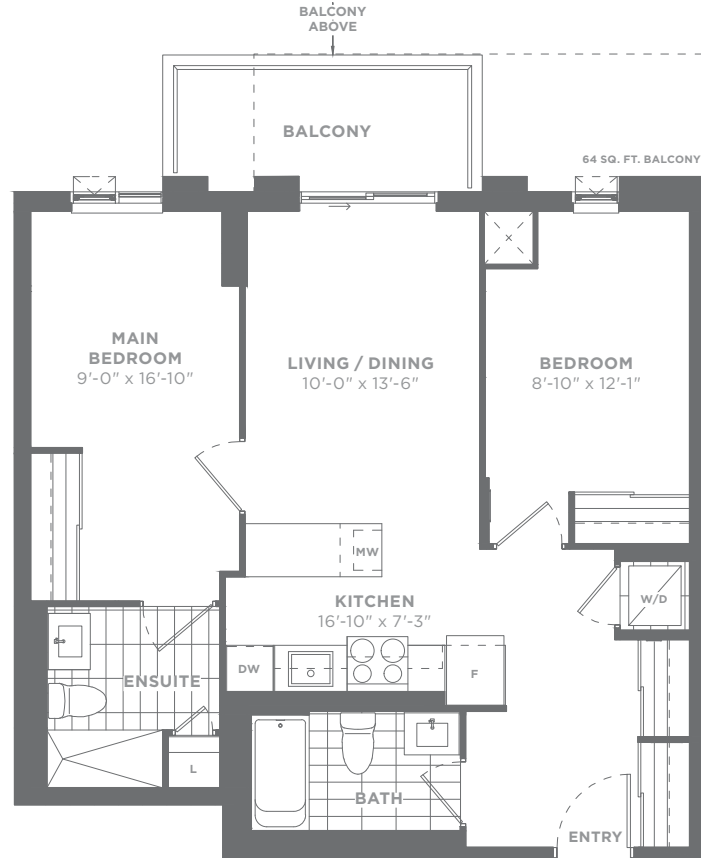 BALCONY
ABOVE
BALCONY
64 SQ. FT. BALCONY
MAIN
BEDROOM
9'-0" x 16'-10"
LIVING / DINING
10'-0" x 13'-6"
BEDROOM
8'-10" x 12'-1"
MW
KITCHEN
16'-10" x 7'-3"
W/D
DW
F
ENSUITE
L
BATH
ENTRY